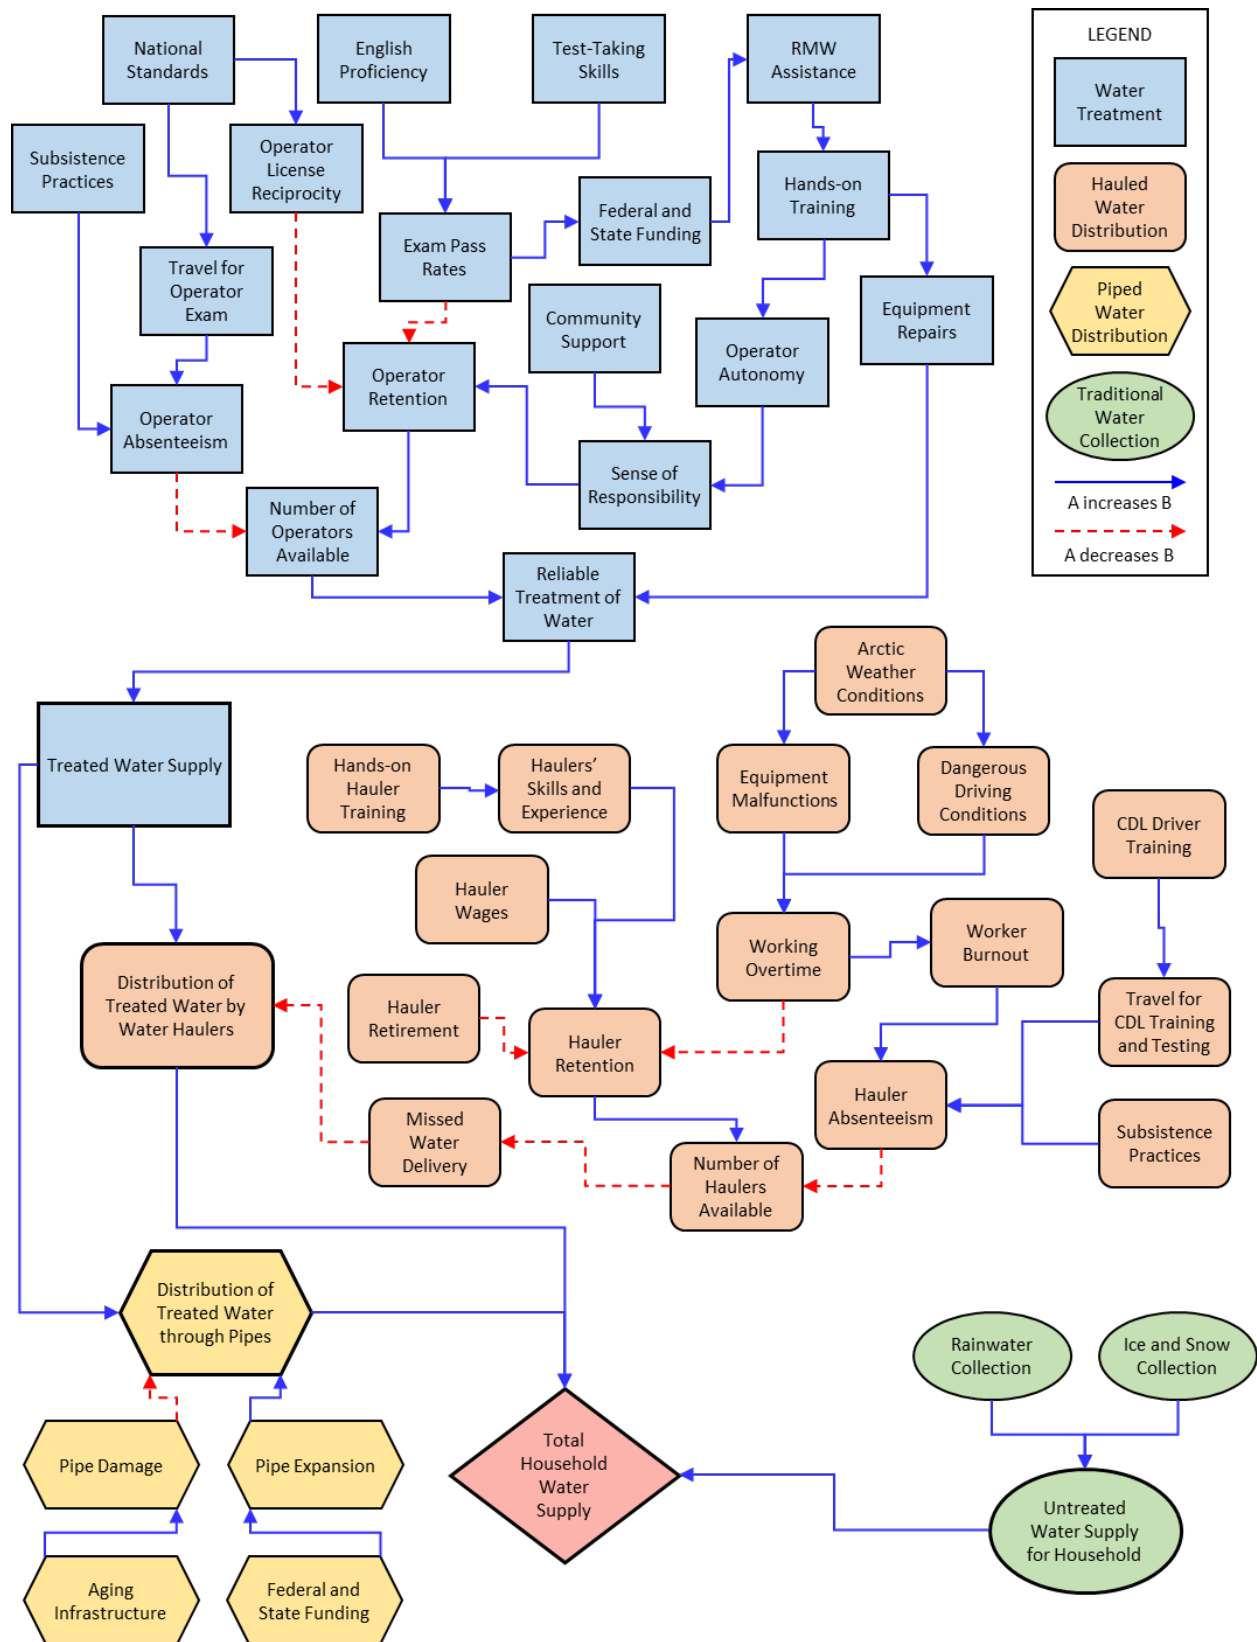 National
Standards
English
Proficiency
Test-Taking
Skills
RMW
Assistance
LEGEND
Water
Treatment
Subsistence
Practices
Operator
License
Reciprocity
Hands-on
Training
Hauled
Water
Distribution
Federal and
State Funding
Exam Pass
Rates
Travel for
Operator
Exam
Piped
Water
Distribution
Community
Support
Equipment
Repairs
Operator
Autonomy
Operator
Retention
Traditional
Water
Collection
Operator
Absenteeism
Sense of
Responsibility
A increases B
Number of
Operators
Available
A decreases B
Reliable
Treatment of
Water
Arctic
Weather
Conditions
Treated Water Supply
Hands-on
Hauler
Training
Haulers'
Skills and
Experience
Equipment
Malfunctions
Dangerous
Driving
Conditions
CDL Driver
Training
Hauler
Wages
Working
Overtime
Worker
Burnout
Distribution of
Treated Water by
Water Haulers
Hauler
Retirement
Hauler
Retention
Travel for
CDL Training
and Testing
Hauler
Absenteeism
Missed
Water
Delivery
Subsistence
Practices
Number of
Haulers
Available
Distribution of
Treated Water
through Pipes
Rainwater
Collection
Ice and Snow
Collection
Pipe Damage
Pipe Expansion
Total
Household
Water
Supply
Untreated
Water Supply
for Household
Aging
Infrastructure
Federal and
State Funding